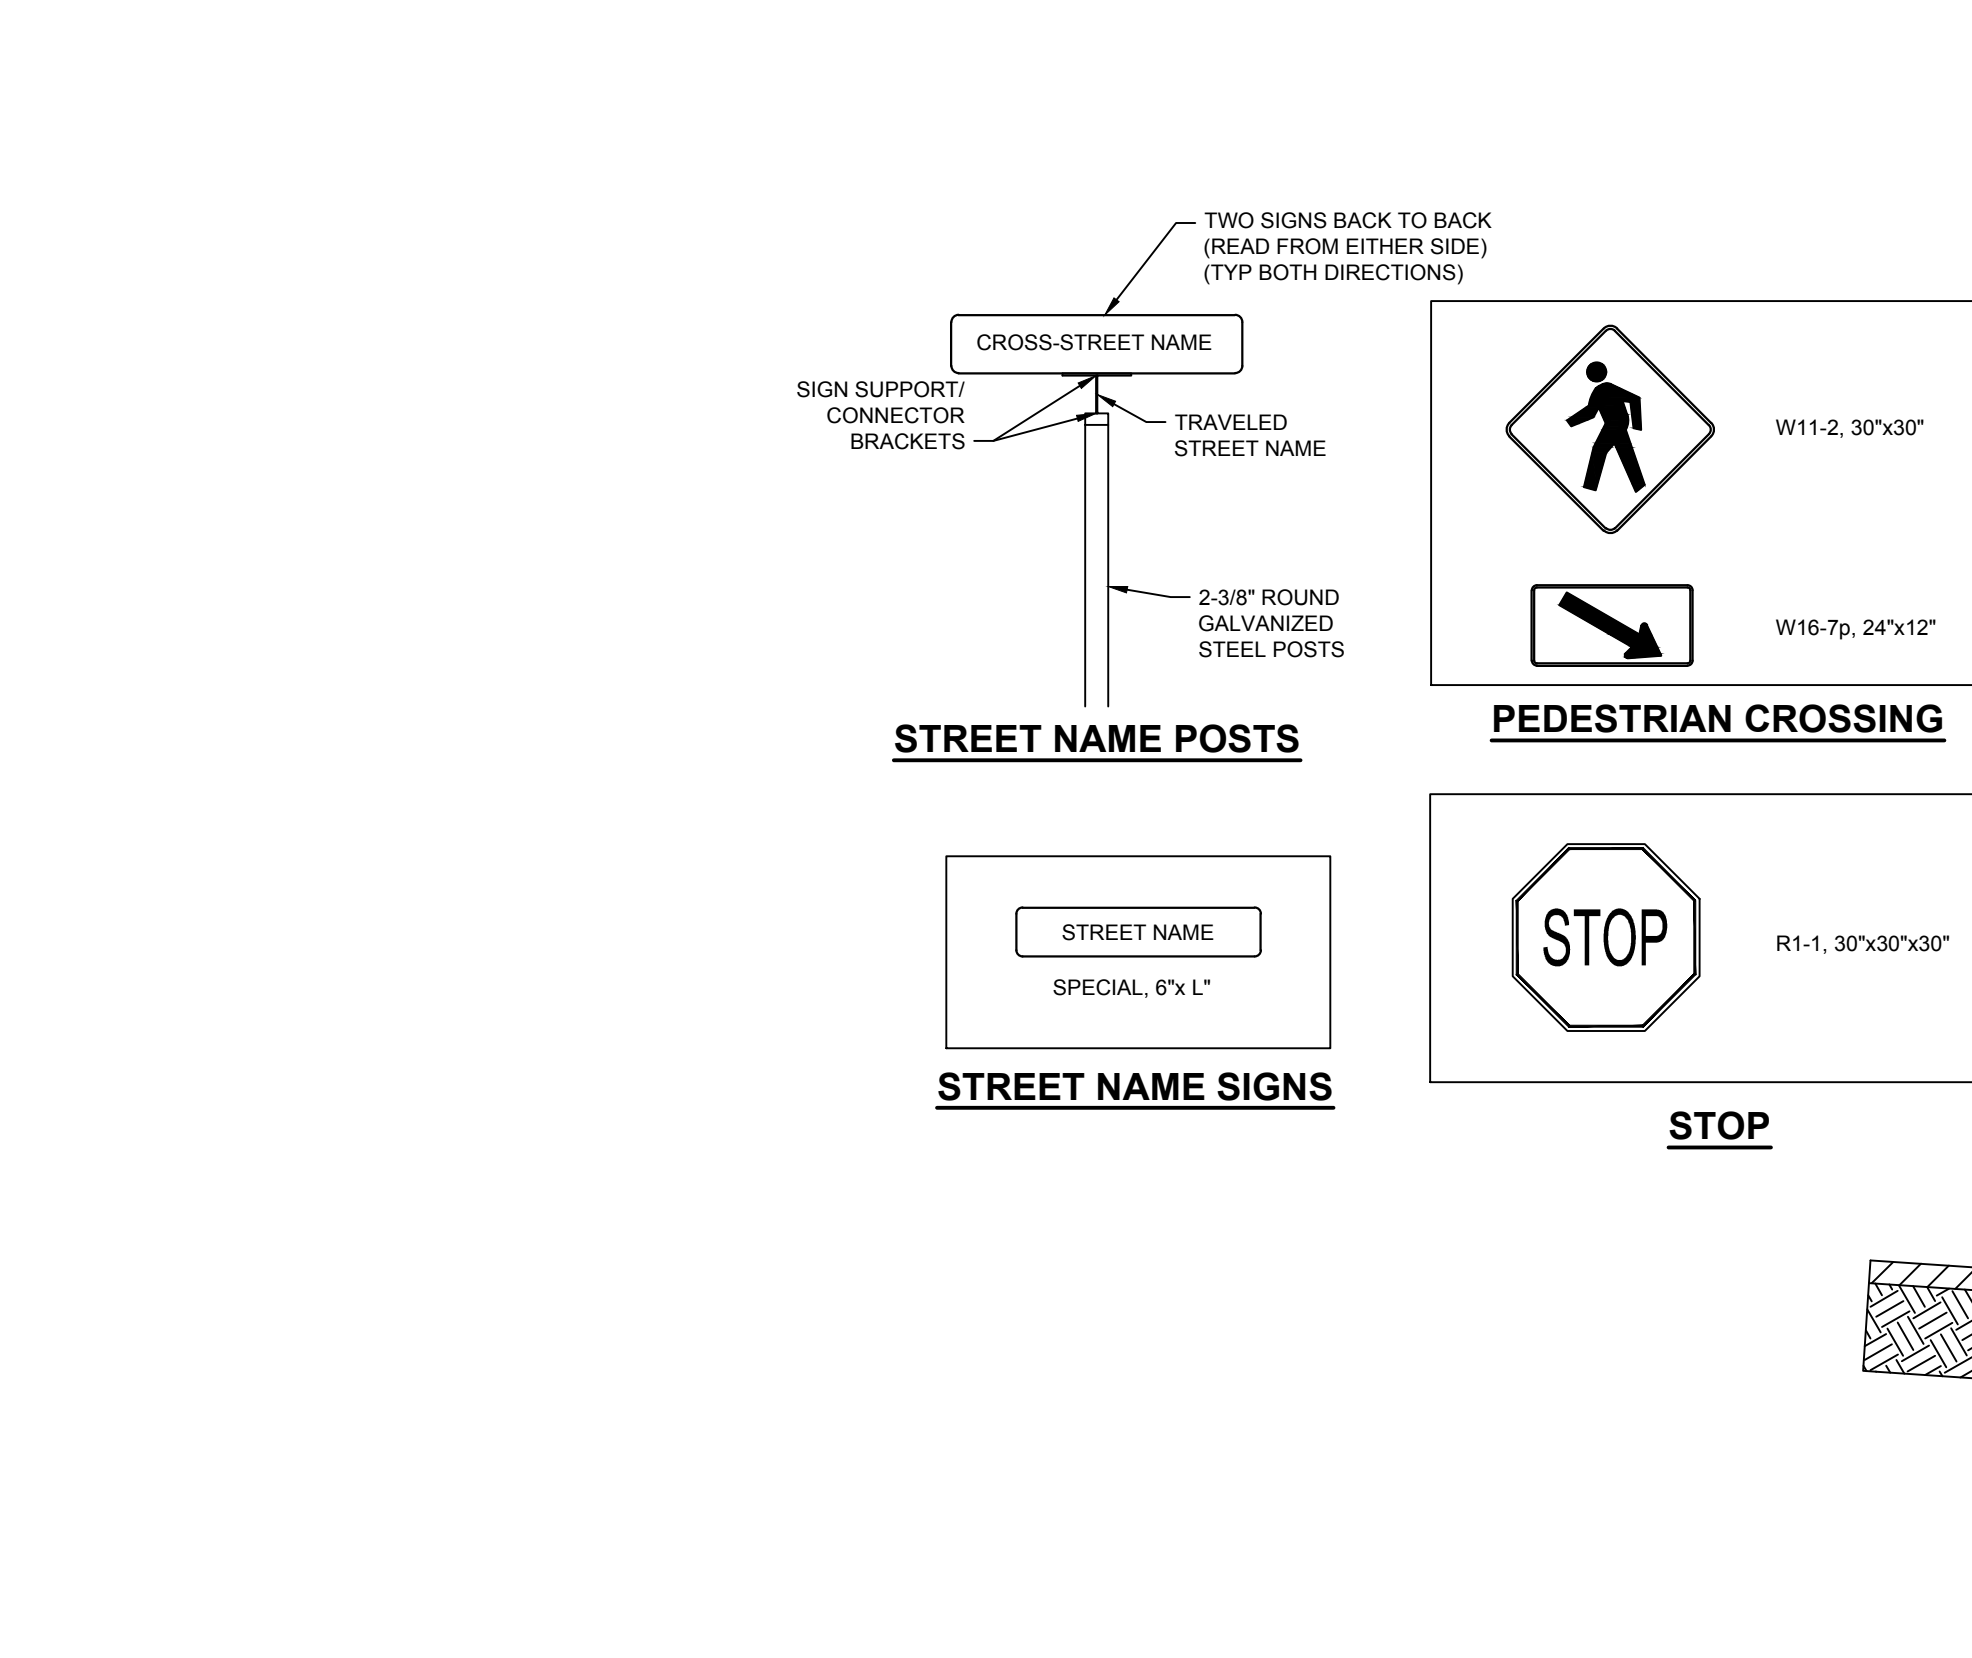 TWO SIGNS BACK TO BACK
(READ FROM EITHER SIDE)
(TYP BOTH DIRECTIONS)
CROSS-STREET NAME
SIGN SUPPORT/
CONNECTOR
BRACKETS
TRAVELED
STREET NAME
2-3/8" ROUND
GALVANIZED
STEEL POSTS
STREET NAME POSTS
W11-2, 30"x30"
W16-7p, 24"x12"
PEDESTRIAN CROSSING
STREET NAME
SPECIAL, 6"x L"
STREET NAME SIGNS
STOP
R1-1, 30"x30"x30"
STOP